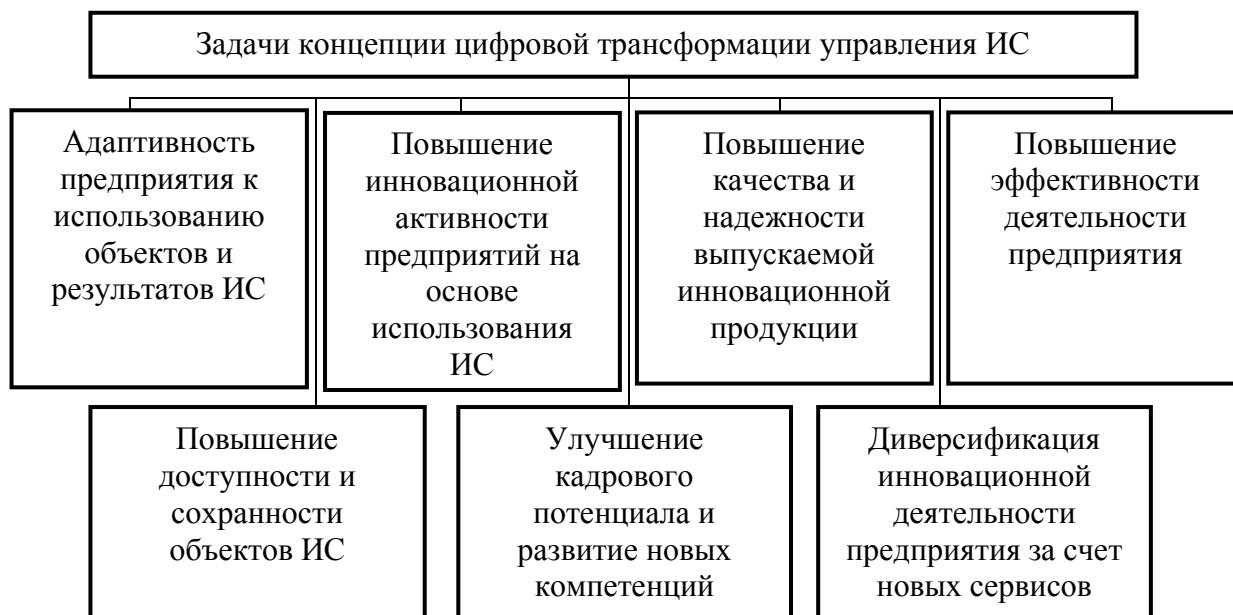 Задачи концепции цифровой трансформации управления ИС
Адаптивность
предприятия к
использованию
объектов и
результатов ИС
Повышение
инновационной
активности
предприятий на
основе
использования
ИС
Повышение
качества и
надежности
выпускаемой
инновационной
продукции
Повышение
эффективности
деятельности
предприятия
Повышение
доступности и
сохранности
объектов ИС
Улучшение
кадрового
потенциала и
развитие новых
компетенций
Диверсификация
инновационной
деятельности
предприятия за счет
новых сервисов